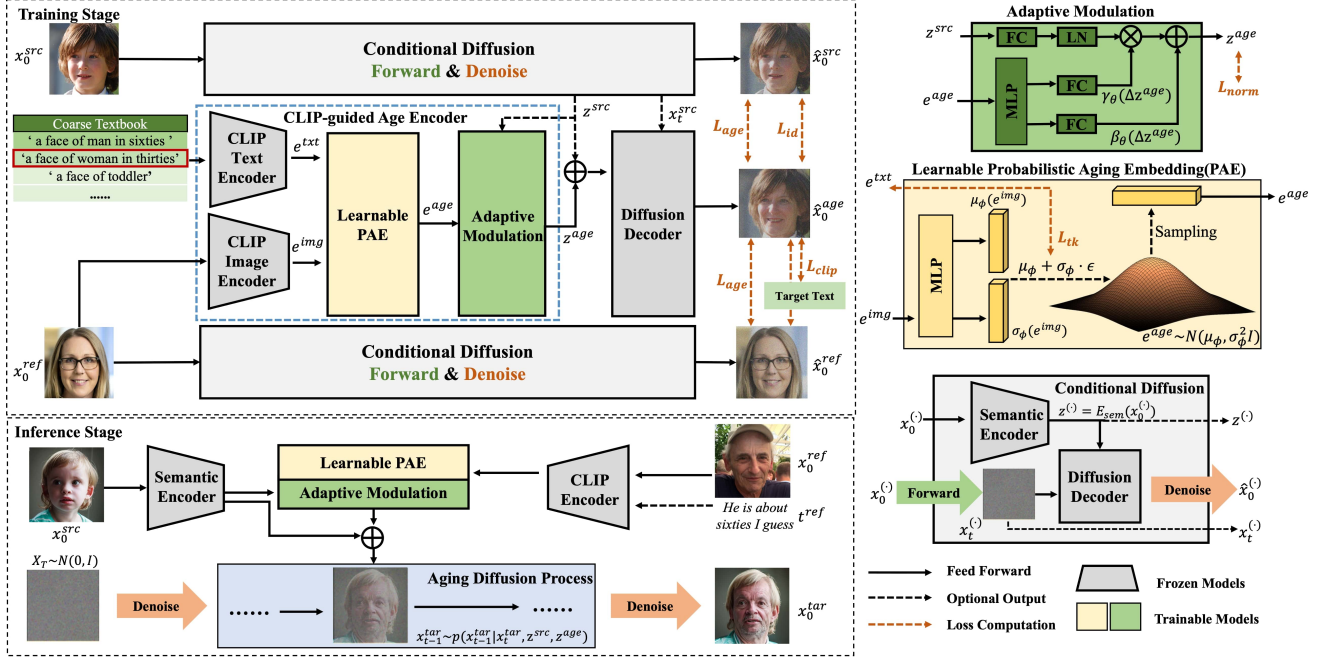 Training Stage
x_0^{src}
Conditional Diffusion
Forward & Denoise
x̂_0^{src}
Coarse Textbook
‘ a face of man in sixties ’
‘a face of woman in thirties’
‘ a face of toddler’
......
CLIP-guided Age Encoder
CLIP
Text
Encoder
e^{txt}
CLIP
Image
Encoder
e^{img}
Learnable
PAE
e^{age}
Adaptive
Modulation
z^{src}
x_t^{src}
z^{age}
Diffusion
Decoder
L_{age}
L_{id}
x̂_0^{age}
L_{age}
L_{clip}
Target Text
x_0^{ref}
Conditional Diffusion
Forward & Denoise
x̂_0^{ref}
Inference Stage
x_0^{src}
Semantic
Encoder
Learnable PAE
Adaptive Modulation
CLIP
Encoder
x_0^{ref}
He is about
sixties I guess
t^{ref}
X_T~N(0, I)
Denoise
Aging Diffusion Process
......
......
x_{t-1}^{tar}~p(x_{t-1}^{tar}|x_t^{tar}, z^{src}, z^{age})
Denoise
x_0^{tar}
Adaptive Modulation
z^{src}
FC
LN
z^{age}
L_{norm}
e^{age}
MLP
FC
γ_θ(Δz^{age})
FC
β_θ(Δz^{age})
Learnable Probabilistic Aging Embedding(PAE)
e^{txt}
μ_ϕ(e^{img})
e^{age}
L_{tk}
Sampling
MLP
μ_ϕ + σ_ϕ · ϵ
e^{img}
σ_ϕ(e^{img})
e^{age}~N(μ_ϕ, σ_ϕ^2 I)
Conditional Diffusion
x_0^{(·)}
Semantic
Encoder
z^{(·)} = E_{sem}(x_0^{(·)})
z^{(·)}
x_0^{(·)}
Forward
Diffusion
Decoder
Denoise
x̂_0^{(·)}
x_t^{(·)}
x_t^{(·)}
Feed Forward
Frozen Models
Optional Output
Loss Computation
Trainable Models